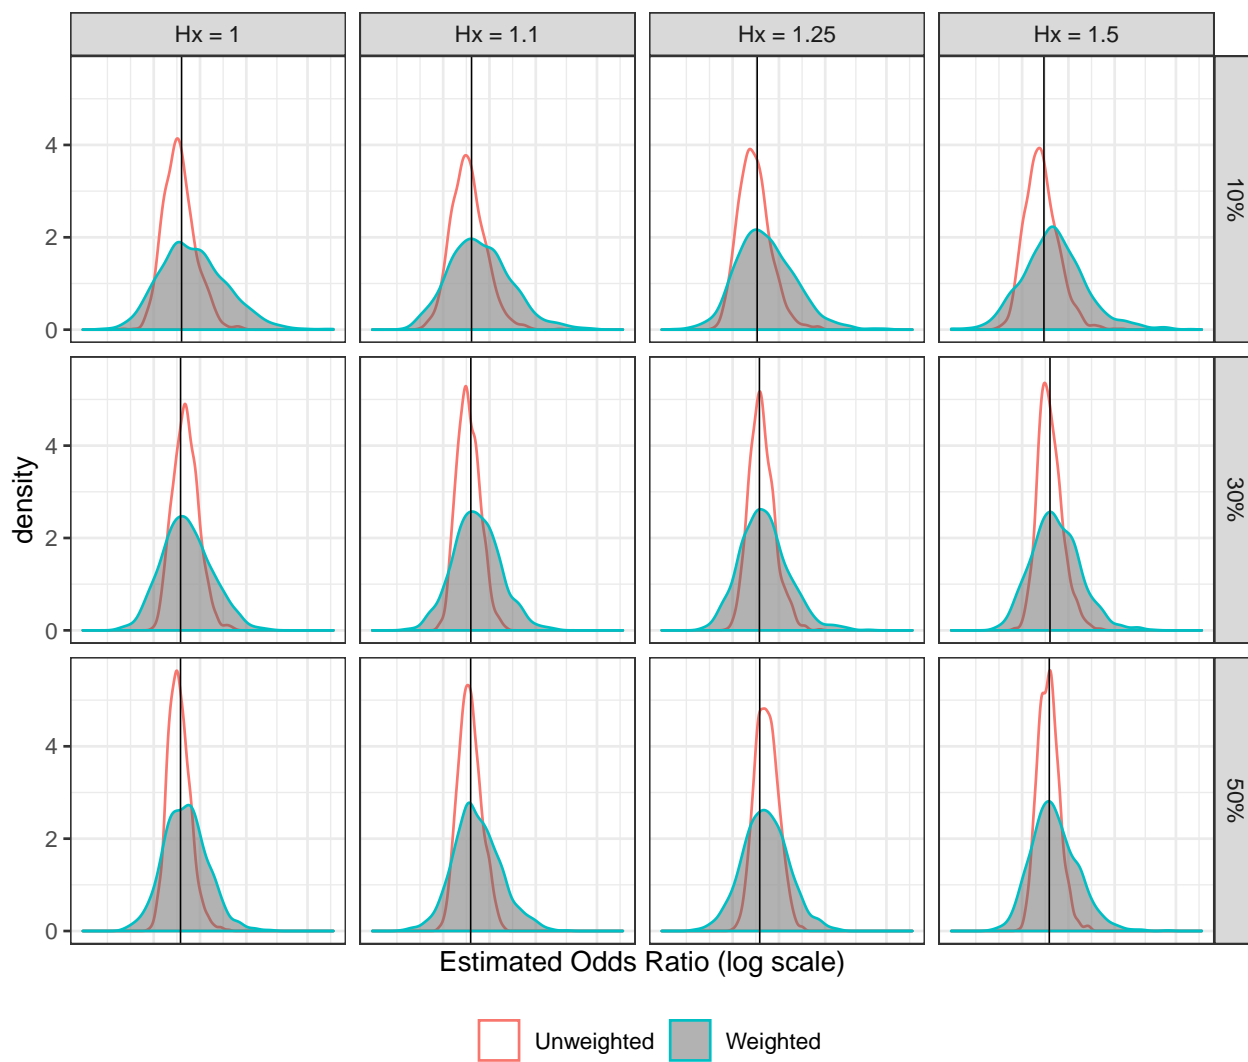 Hx = 1
Hx = 1.1
Hx = 1.25
Hx = 1.5
4
2
0
10%
4
2
0
30%
density
4
2
0
50%
Estimated Odds Ratio (log scale)
Unweighted
Weighted